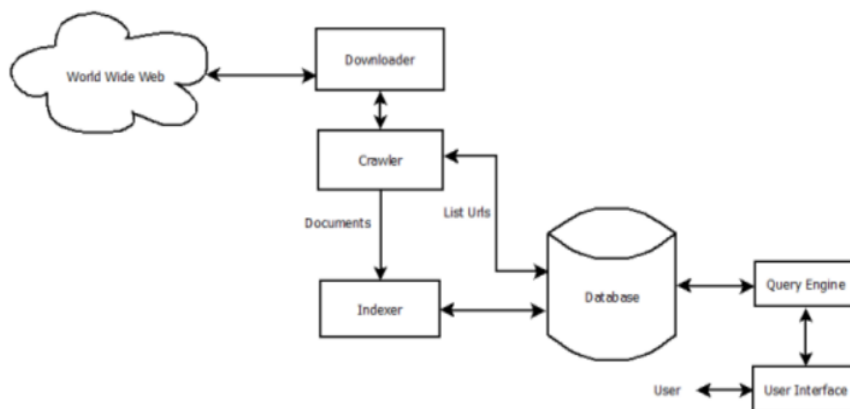 Downloader
World Wide Web
Crawler
Documents
List Urls
Indexer
Database
Query Engine
User
User Interface